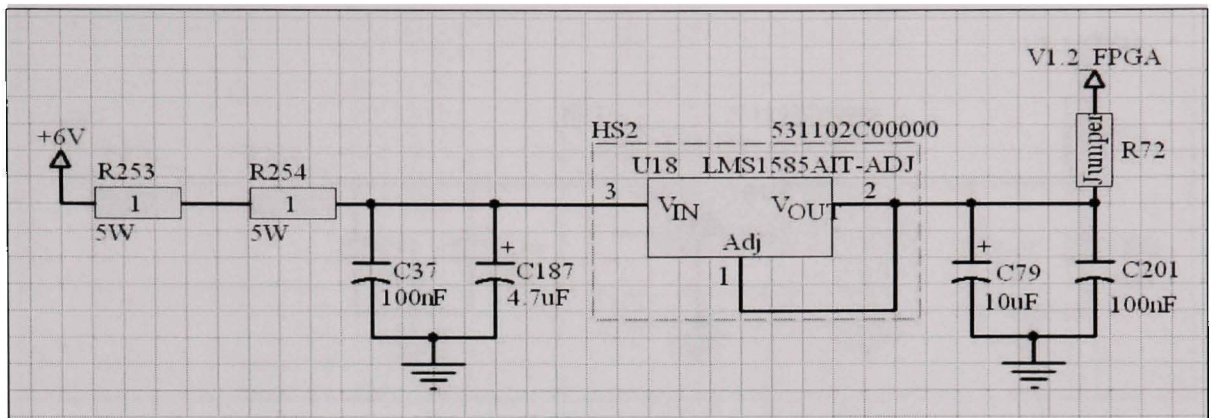 V1.2_FPGA
+6V
HS2 531102C00000
R253 R254 U18 LMS1585AIT-ADJ Jumper R72
1 1 3 VIN VOUT 2
5W 5W Adj
1
C37 C187 C79 C201
100nF + 4.7uF + 10uF 100nF